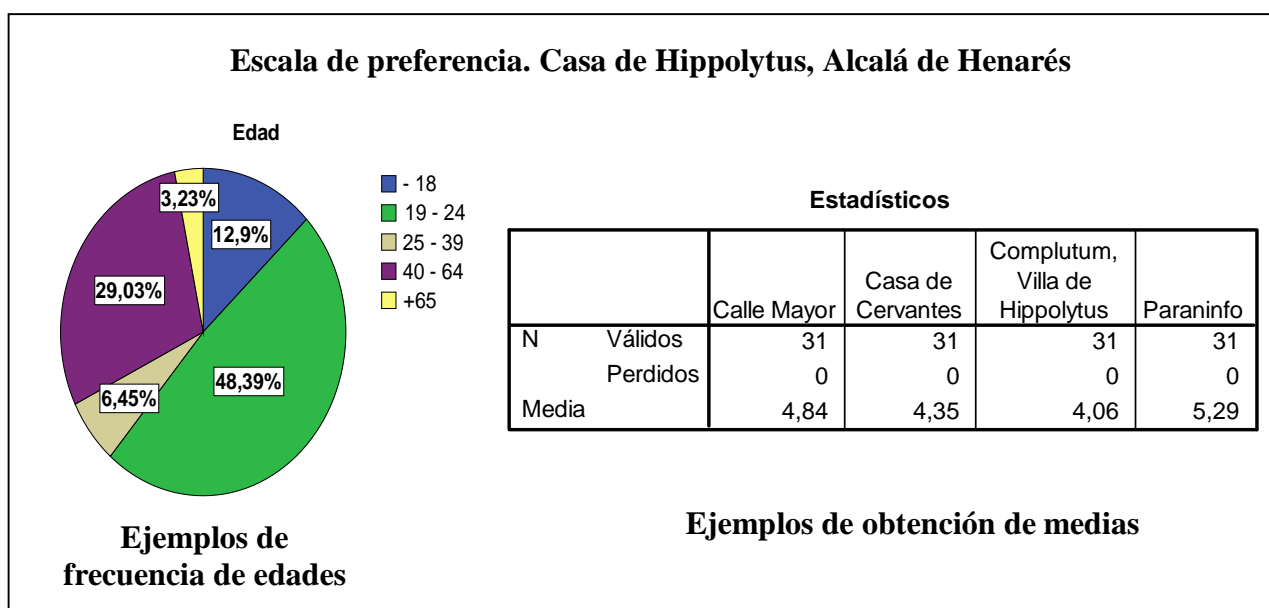 Escala de preferencia. Casa de Hippolytus, Alcalá de Henarés
Edad
3,23%
12,9%
29,03%
48,39%
6,45%
- 18
19 - 24
25 - 39
40 - 64
+65
Ejemplos de
frecuencia de edades
Estadísticos
Calle Mayor Casa de Cervantes Complutum, Villa de Hippolytus Paraninfo
N Válidos 31 31 31 31
Perdidos 0 0 0 0
Media 4,84 4,35 4,06 5,29
Ejemplos de obtención de medias